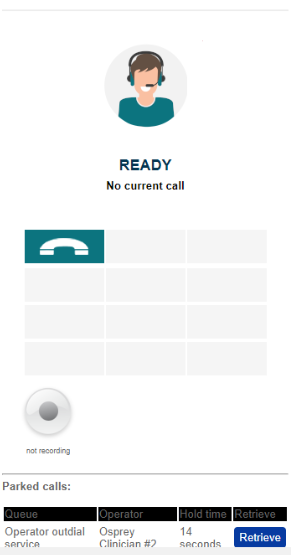 READY
No current call
not recording
Parked calls:
Queue Operator Hold time Retrieve
Operator outdial Osprey 14 Retrieve
service Clinician #2 seconds